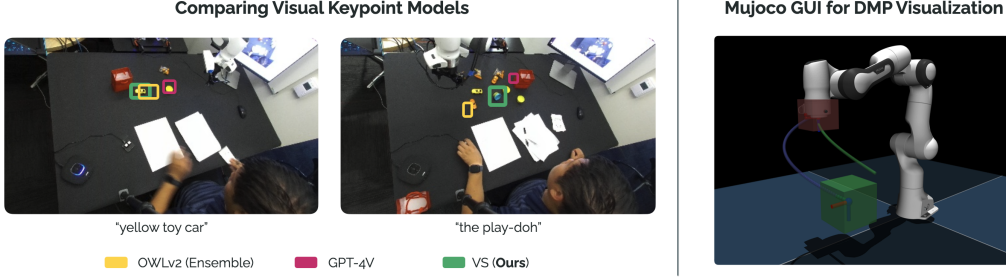 Comparing Visual Keypoint Models
Mujoco GUI for DMP Visualization
"yellow toy car"
"the play-doh"
OWLv2 (Ensemble)
GPT-4V
VS (Ours)